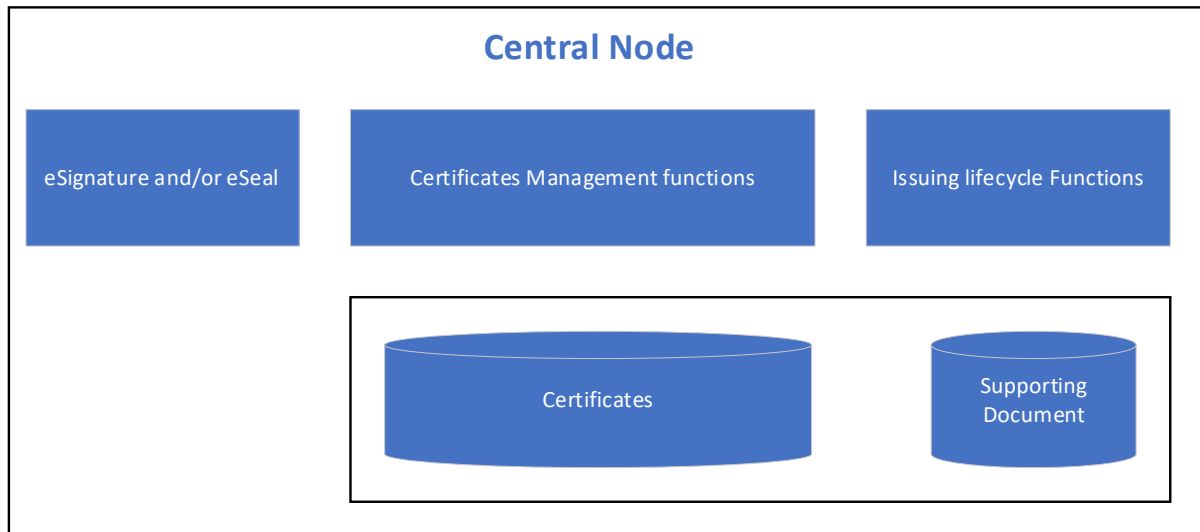 Central Node
eSignature and/or eSeal
Certificates Management functions
Issuing lifecycle Functions
Certificates
Supporting
Document